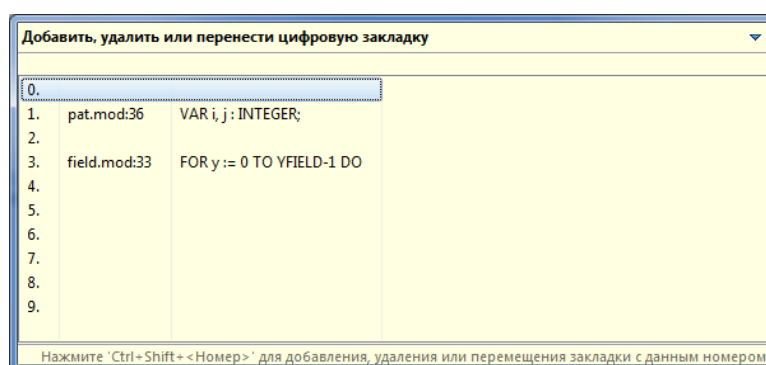 Добавить, удалить или перенести цифровую закладку
0.
1. pat.mod:36 VAR i, j : INTEGER;
2.
3. field.mod:33 FOR y := 0 TO YFIELD-1 DO
4.
5.
6.
7.
8.
9.
Нажмите 'Ctrl+Shift+<Номер>' для добавления, удаления или перемещения закладки с данным номером